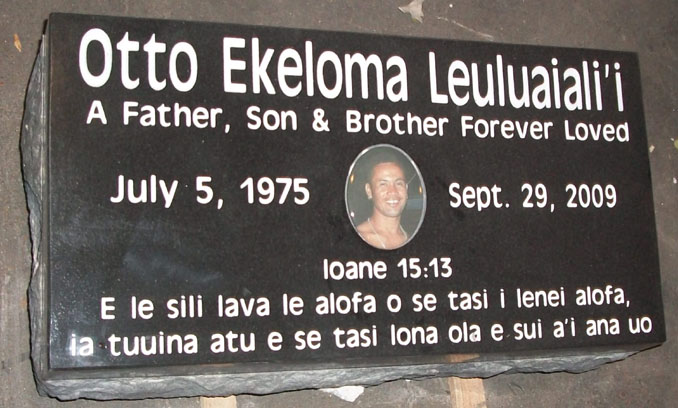 Otto Ekeloma Leuluaiali'i
A Father, Son & Brother Forever Loved
July 5, 1975 Sept. 29, 2009
Ioane 15:13
E le sili lava le alofa o se tasi i lenei alofa,
ia tuuina atu e se tasi lona ola e sui a'i ana uo